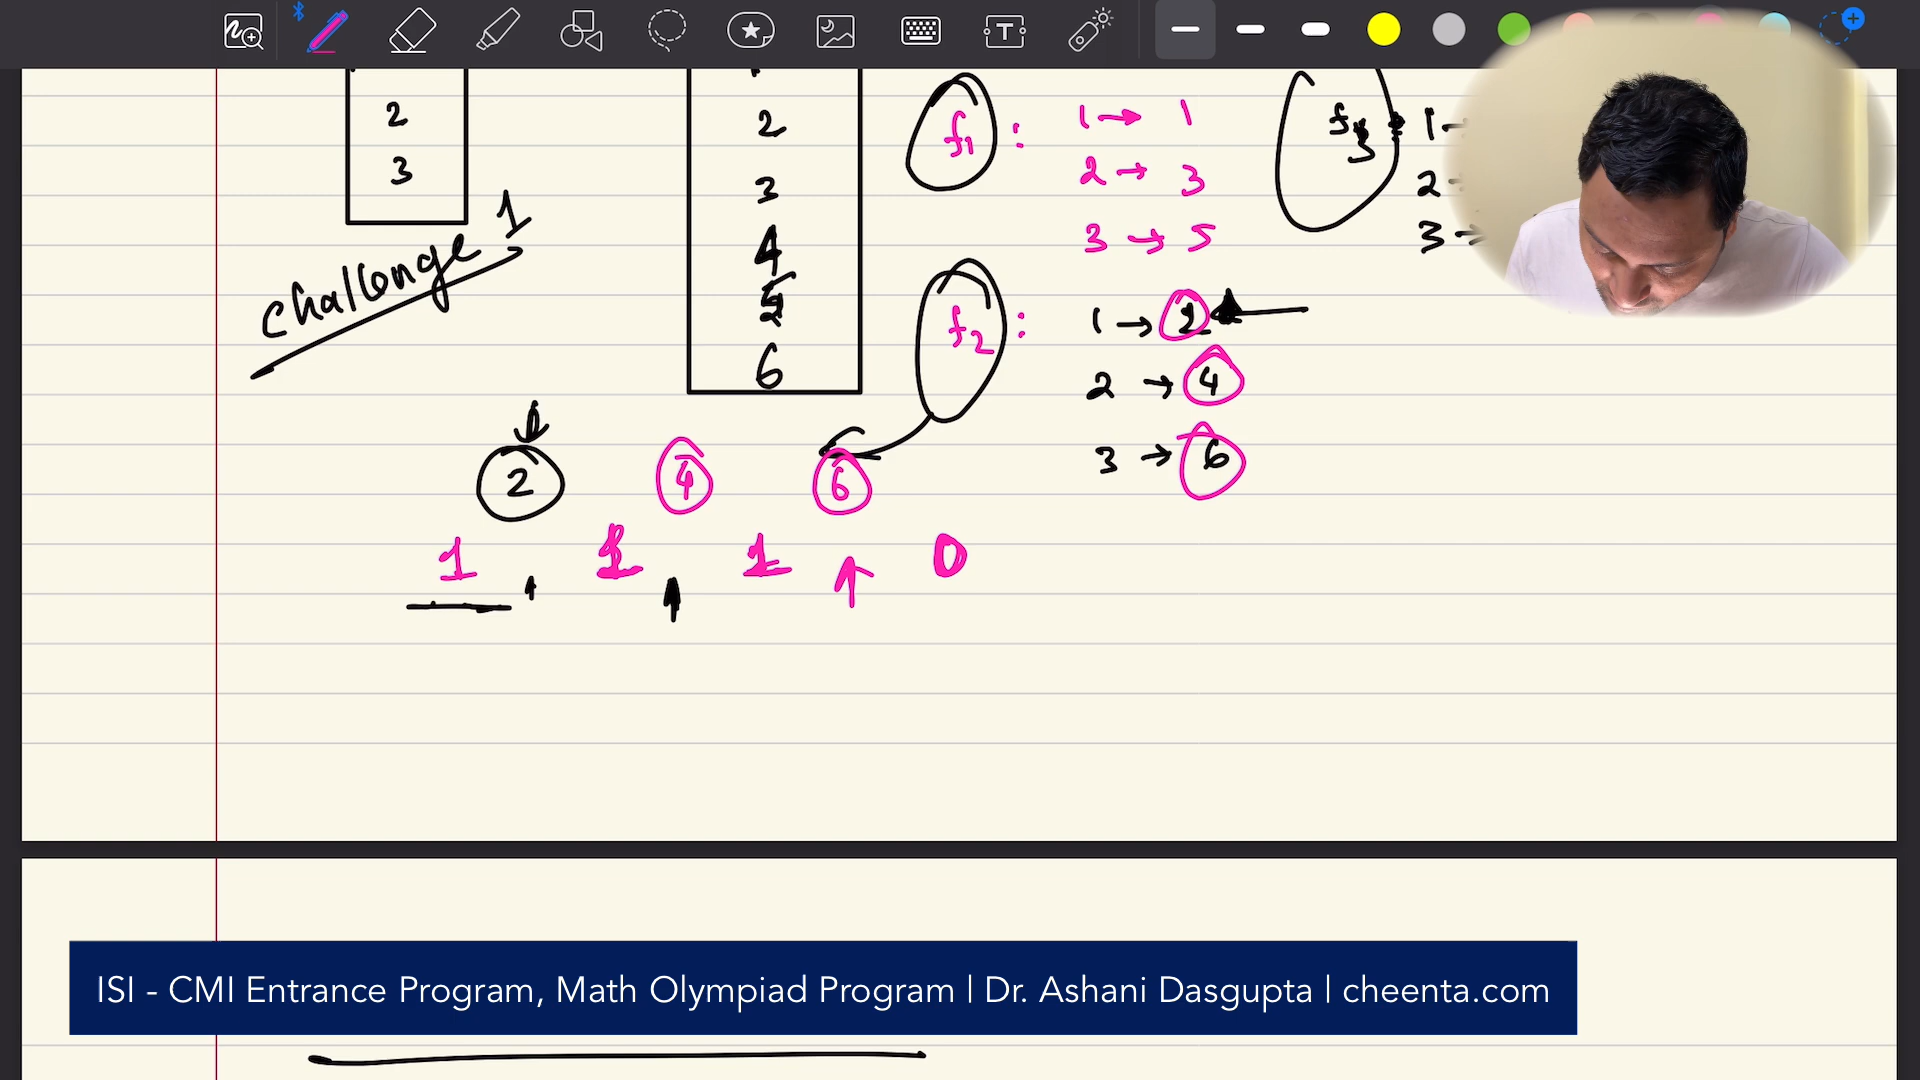 2
3
challenge 1
2
3
4
5
6
f1 : 1 → 1
2 → 3
3 → 5
f2 : 1 → 2
2 → 4
3 → 6
f3 : 1
2
3 →
2 4 6
1 1 1 0
T
ISI - CMI Entrance Program, Math Olympiad Program | Dr. Ashani Dasgupta | cheenta.com